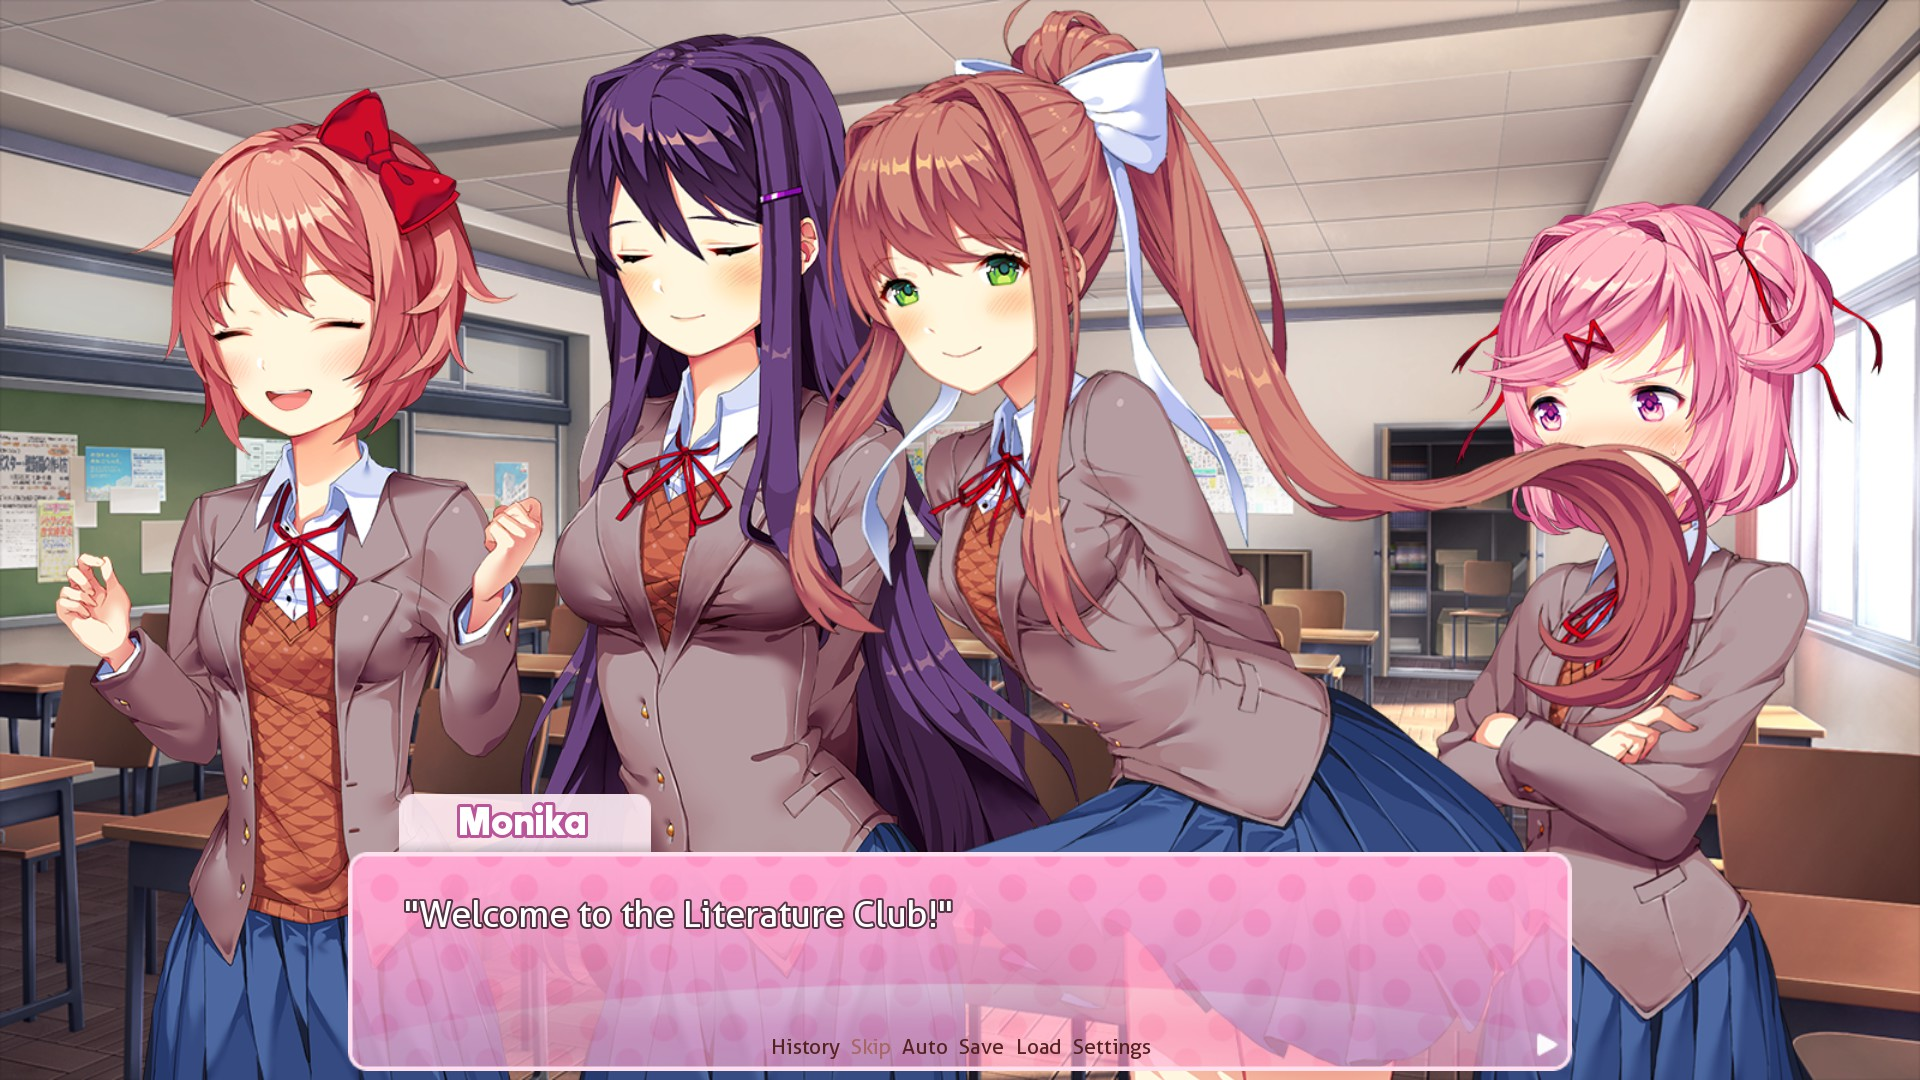 Monika
"Welcome to the Literature Club!"
History Skip Auto Save Load Settings